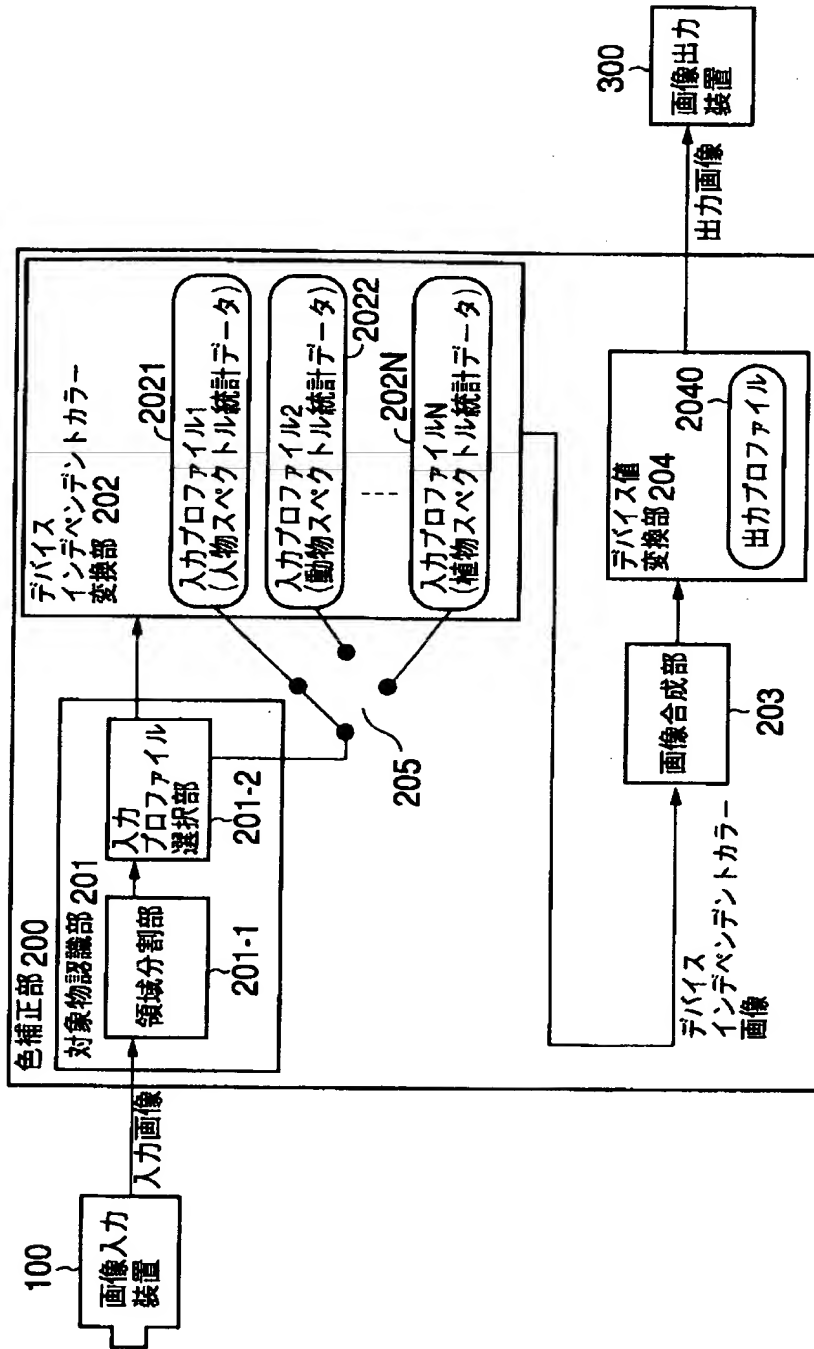 100
画像入力
装置
入力画像
色補正部 200
対象物認識部 201
領域分割部
201-1
入力
プロファイル
選択部
201-2
205
デバイス
インデペンデントカラー
変換部 202
2021
入力プロファイル1
(人物スペクトル統計データ)
入力プロファイル2
(動物スペクトル統計データ)
2022
202N
入力プロファイルN
(植物スペクトル統計データ)
デバイス
インデペンデントカラー
画像
画像合成部
203
デバイス値
変換部 204
2040
出力プロファイル
出力画像
300
画像出力
装置